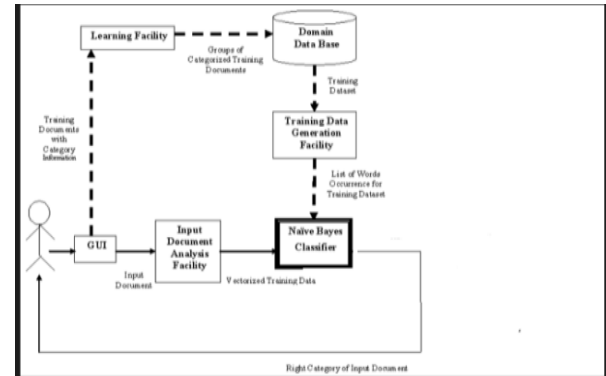 Learning Facility
Groups of
Categorized Training
Documents
Domain
Data Base
Training
Dataset
Training
Documents
with
Category
Information
Training Data
Generation
Facility
List of Words
Occurrence for
Training Dataset
GUI
Input
Document
Input
Document
Analysis
Facility
Vectorized Training Data
Naïve Bayes
Classifier
Right Category of Input Document